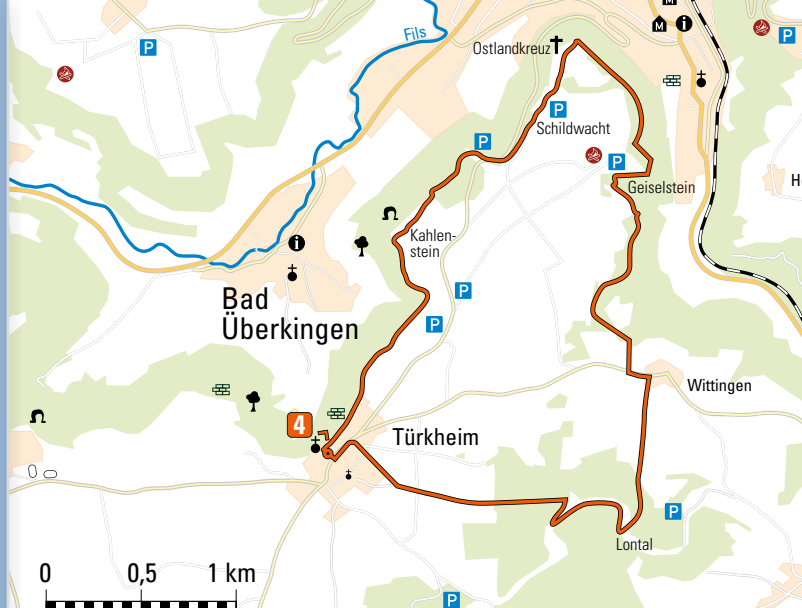 Fils
Ostlandkreuz
P
M
M i
P
P
Schildwacht
P
P
Geiselstein
H
i
Kahlen-
stein
P
Bad
Überkingen
P
Wittingen
4
Türkheim
P
Lontal
0 0,5 1 km
P